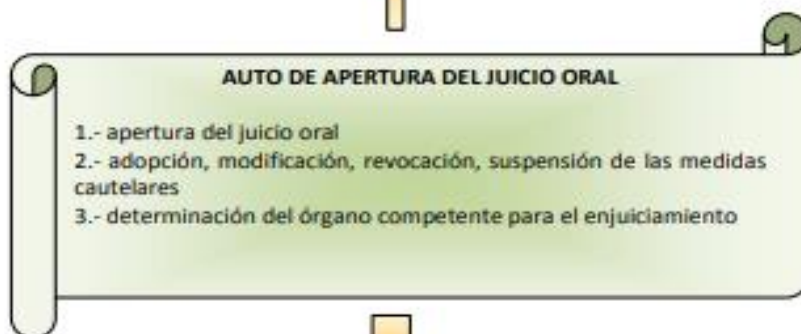 AUTO DE APERTURA DEL JUICIO ORAL
1.- apertura del juicio oral
2.- adopción, modificación, revocación, suspensión de las medidas
cautelares
3.- determinación del órgano competente para el enjuiciamiento